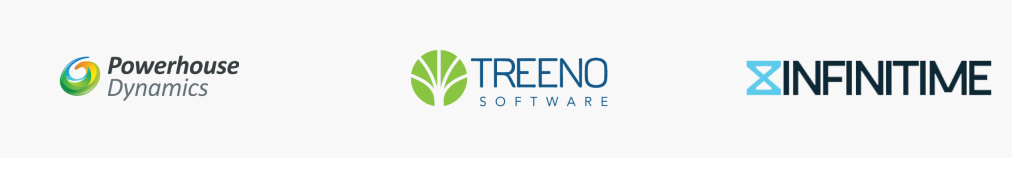 Powerhouse
Dynamics
TREENO
SOFTWARE
INFINITIME